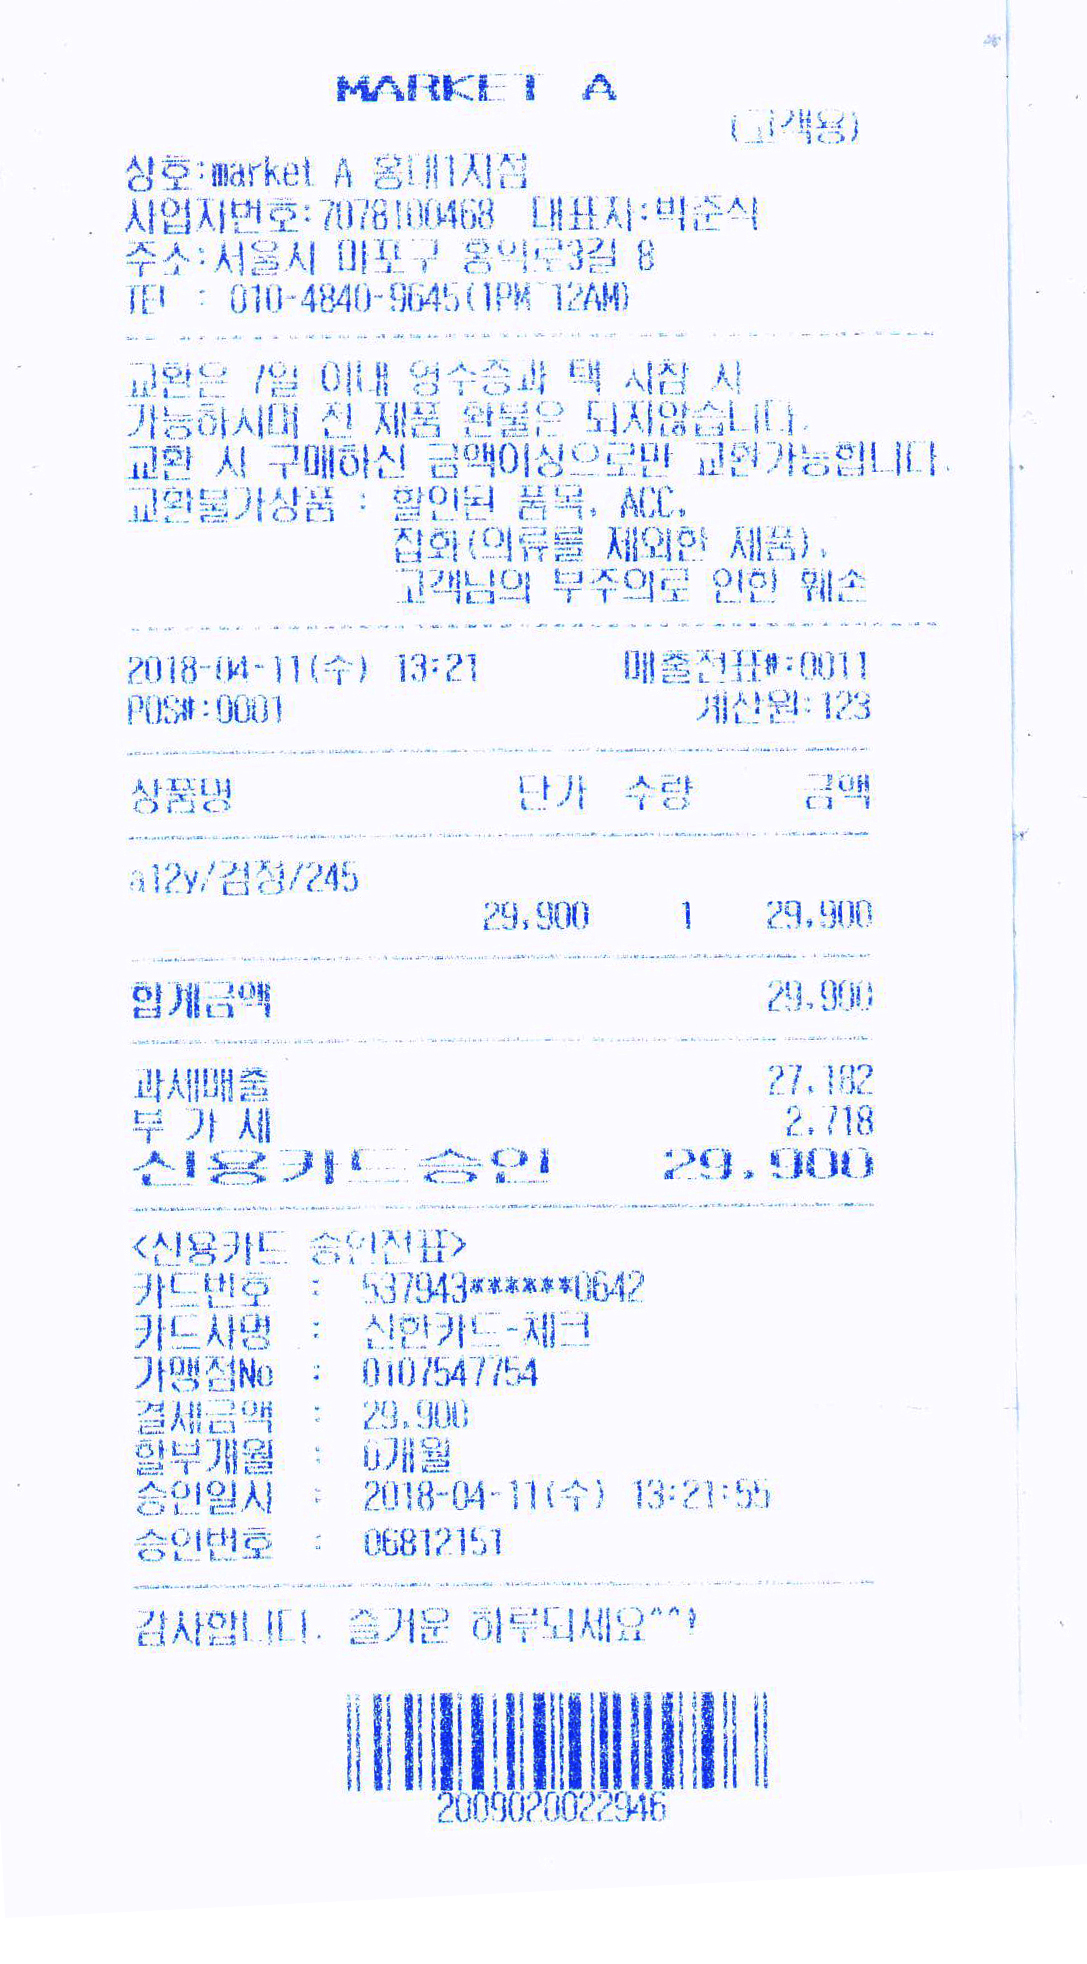 MARKET A
(고객용)
상호:market A 홍대1지점
사업자번호:7078100468 대표자:박준식
주소:서울시 마포구 홍익로3길 8
TEL : 010-4840-9645(1PM~12AM)
교환은 7일 이내 영수증과 택 지참 시
가능하시며 전 제품 환불은 되지않습니다.
교환 시 구매하신 금액이상으로만 교환가능합니다.
교환불가상품 : 할인된 품목, ACC,
잡화(의류를 제외한 제품),
고객님의 부주의로 인한 훼손
2018-04-11(수) 13:21 매출전표#:0011
POS#:0001 계산원:123
상품명 단가 수량 금액
a12y/검정/245
29,900 1 29,900
합계금액 29,900
과세매출 27,182
부 가 세 2,718
신용카드승인 29,900
<신용카드 승인전표>
카드번호 : 537943******0642
카드사명 : 신한카드-체크
가맹점No : 0107547754
결제금액 : 29,900
할부개월 : 0개월
승인일시 : 2018-04-11(수) 13:21:55
승인번호 : 06812151
감사합니다. 즐거운 하루되세요^^!
2009020022946